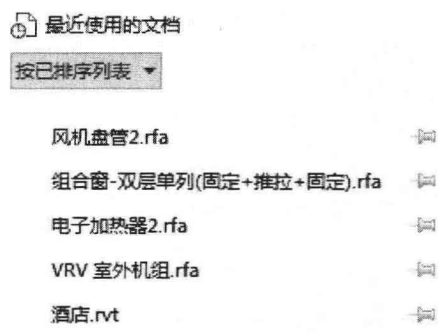 最近使用的文档
按已排序列表
风机盘管2.rfa
组合窗-双层单列(固定+推拉+固定).rfa
电子加热器2.rfa
VRV 室外机组.rfa
酒店.rvt